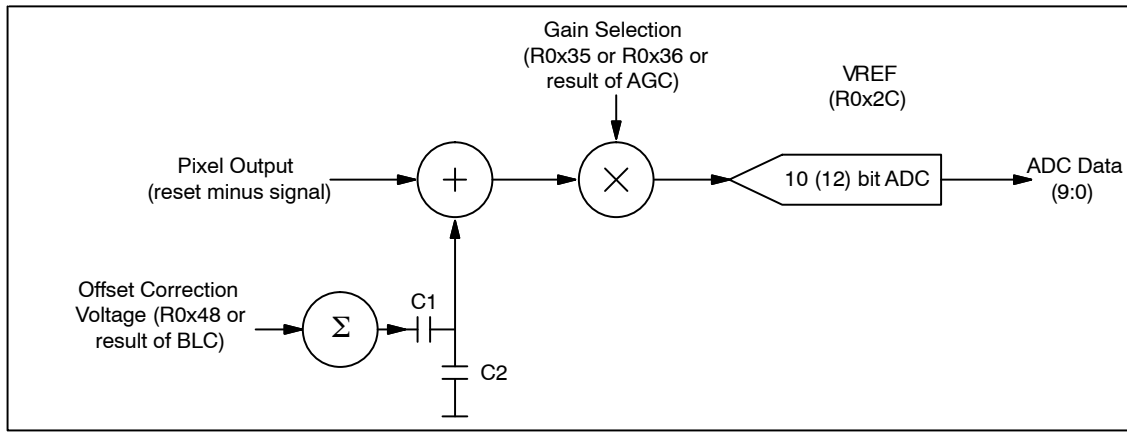 Gain Selection
(R0x35 or R0x36 or
result of AGC)
VREF
(R0x2C)
Pixel Output
(reset minus signal)
+
×
10 (12) bit ADC
ADC Data
(9:0)
Offset Correction
Voltage (R0x48 or
result of BLC)
Σ
C1
C2